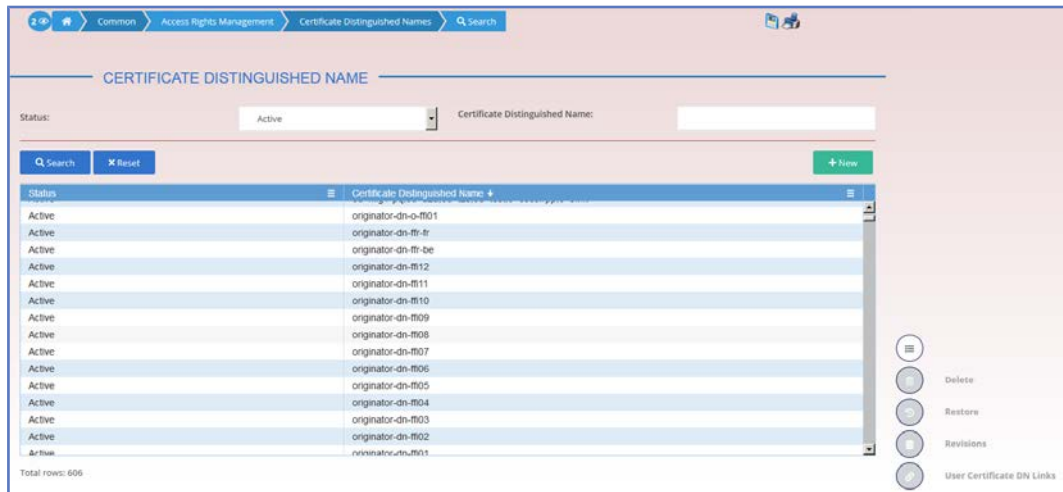 2 Common Access Rights Management Certificate Distinguished Names Search
CERTIFICATE DISTINGUISHED NAME
Status: Active Certificate Distinguished Name:
Search Reset New
Status Certificate Distinguished Name
Active originator-dn-o-ffi01
Active originator-dn-ffr-fr
Active originator-dn-ffr-be
Active originator-dn-ffi12
Active originator-dn-ffi11
Active originator-dn-ffi10
Active originator-dn-ffi09
Active originator-dn-ffi08
Active originator-dn-ffi07
Active originator-dn-ffi06
Active originator-dn-ffi05
Active originator-dn-ffi04
Active originator-dn-ffi03
Active originator-dn-ffi02
Active originator-dn-ffi01
Total rows: 606
Delete
Restore
Revisions
User Certificate DN Links